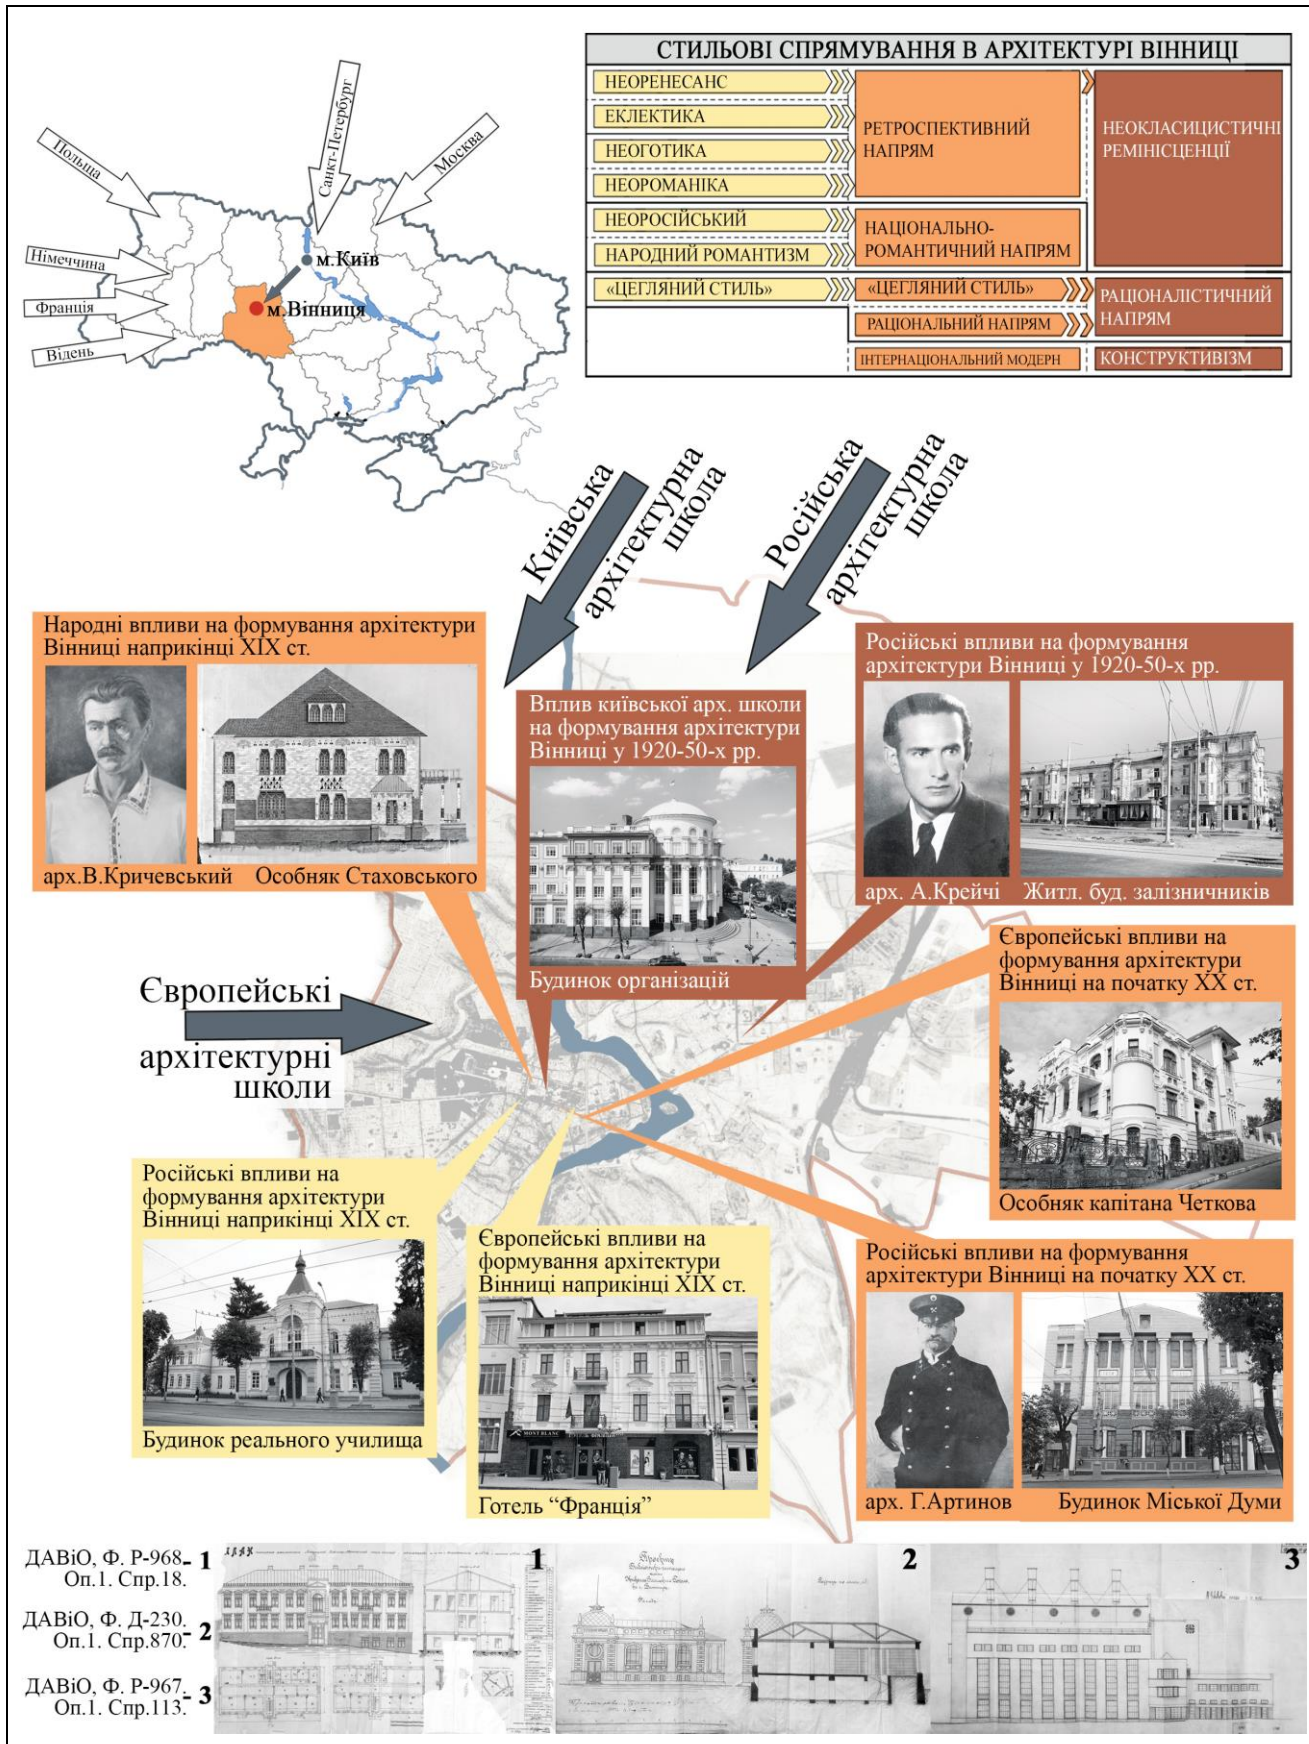 СТИЛЬОВІ СПРЯМУВАННЯ В АРХІТЕКТУРІ ВІННИЦІ
НЕОРЕНЕСАНС
ЕКЛЕКТИКА
НЕОГОТИКА
НЕОРОМАНІКА
НЕОРОСІЙСЬКИЙ
НАРОДНИЙ РОМАНТИЗМ
«ЦЕГЛЯНИЙ СТИЛЬ»
РЕТРОСПЕКТИВНИЙ
НАПРЯМ
НАЦІОНАЛЬНО-
РОМАНТИЧНИЙ НАПРЯМ
«ЦЕГЛЯНИЙ СТИЛЬ»
РАЦІОНАЛЬНИЙ НАПРЯМ
ІНТЕРНАЦІОНАЛЬНИЙ МОДЕРН
НЕОКЛАСИЦИСТИЧНІ
РЕМІНІСЦЕНЦІЇ
РАЦІОНАЛІСТИЧНИЙ
НАПРЯМ
КОНСТРУКТИВІЗМ
Польща
Санкт-Петербург
Москва
Німеччина
Франція
Відень
м.Київ
м.Вінниця
Київська
архітектурна
школа
Російська
архітектурна
школа
Народні впливи на формування архітектури
Вінниці наприкінці XIX ст.
арх.В.Кричевський
Особняк Стаховського
Вплив київської арх. школи
на формування архітектури
Вінниці у 1920-50-х рр.
Будинок організацій
Російські впливи на формування
архітектури Вінниці у 1920-50-х рр.
арх. А.Крейчі
Житл. буд. залізничників
Європейські
архітектурні
школи
Європейські впливи на
формування архітектури
Вінниці на початку XX ст.
Особняк капітана Четкова
Російські впливи на
формування архітектури
Вінниці наприкінці XIX ст.
Будинок реального училища
Європейські впливи на
формування архітектури
Вінниці наприкінці XIX ст.
MONT BLANC
Готель “Франція”
Російські впливи на формування
архітектури Вінниці на початку XX ст.
арх. Г.Артинов
Будинок Міської Думи
ДАВіО, Ф. Р-968. - 1
Оп.1. Спр.18.
ДАВіО, Ф. Д-230. - 2
Оп.1. Спр.870.
ДАВіО, Ф. Р-967. - 3
Оп.1. Спр.113.
1
2
3